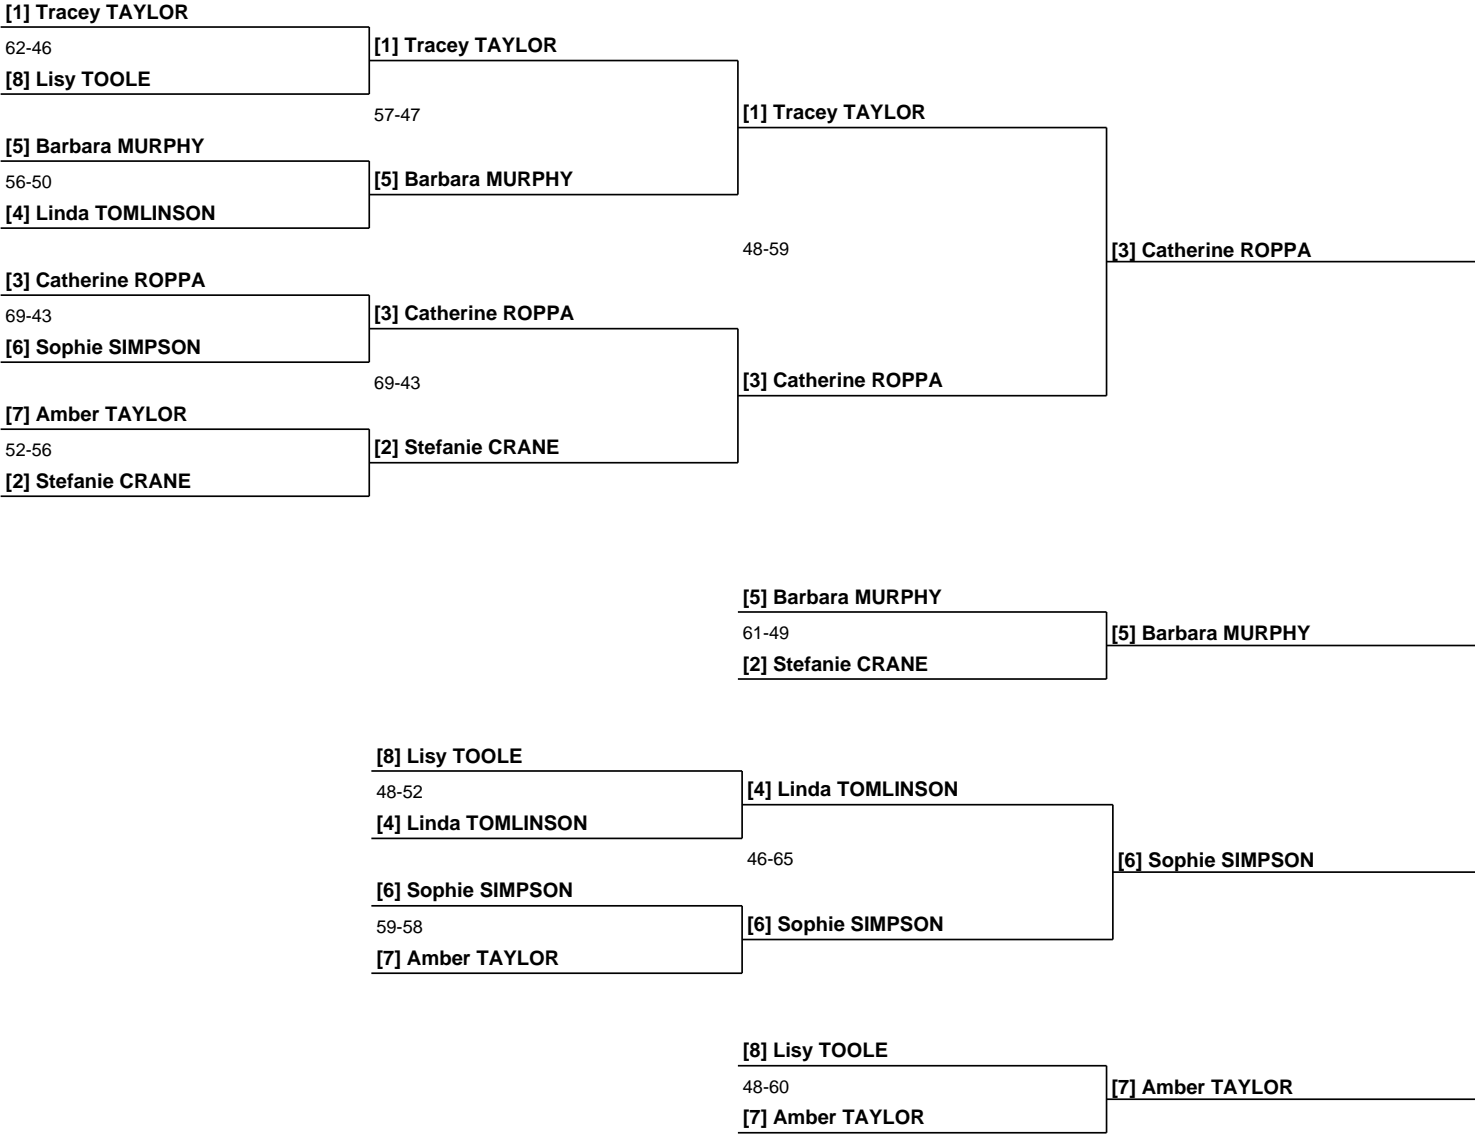 [1] Tracey TAYLOR
62-46
[1] Tracey TAYLOR
[8] Lisy TOOLE
57-47
[1] Tracey TAYLOR
[5] Barbara MURPHY
56-50
[5] Barbara MURPHY
[4] Linda TOMLINSON
48-59
[3] Catherine ROPPA
[3] Catherine ROPPA
69-43
[3] Catherine ROPPA
[6] Sophie SIMPSON
69-43
[3] Catherine ROPPA
[7] Amber TAYLOR
52-56
[2] Stefanie CRANE
[2] Stefanie CRANE
[5] Barbara MURPHY
61-49
[5] Barbara MURPHY
[2] Stefanie CRANE
[8] Lisy TOOLE
48-52
[4] Linda TOMLINSON
[4] Linda TOMLINSON
46-65
[6] Sophie SIMPSON
[6] Sophie SIMPSON
59-58
[6] Sophie SIMPSON
[7] Amber TAYLOR
[8] Lisy TOOLE
48-60
[7] Amber TAYLOR
[7] Amber TAYLOR